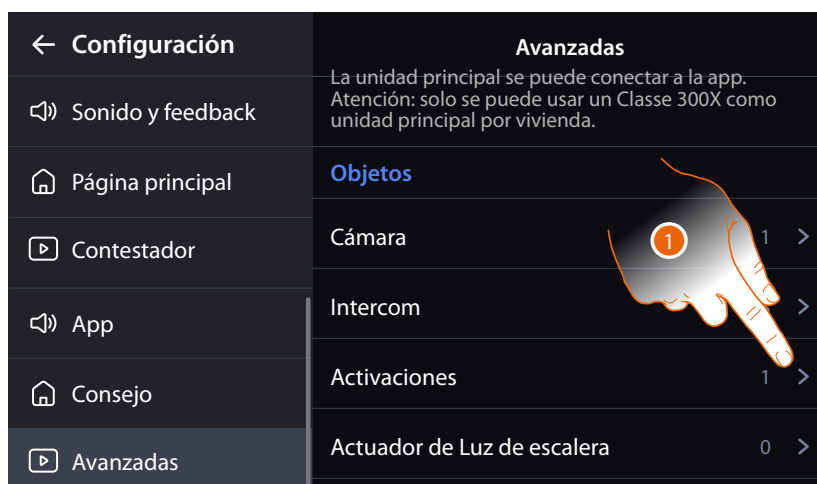 Configuración
Sonido y feedback
Página principal
Contestador
App
Consejo
Avanzadas
Avanzadas
La unidad principal se puede conectar a la app.
Atención: solo se puede usar un Classe 300X como
unidad principal por vivienda.
Objetos
Cámara 1
Intercom
Activaciones 1
Actuador de Luz de escalera 0
1